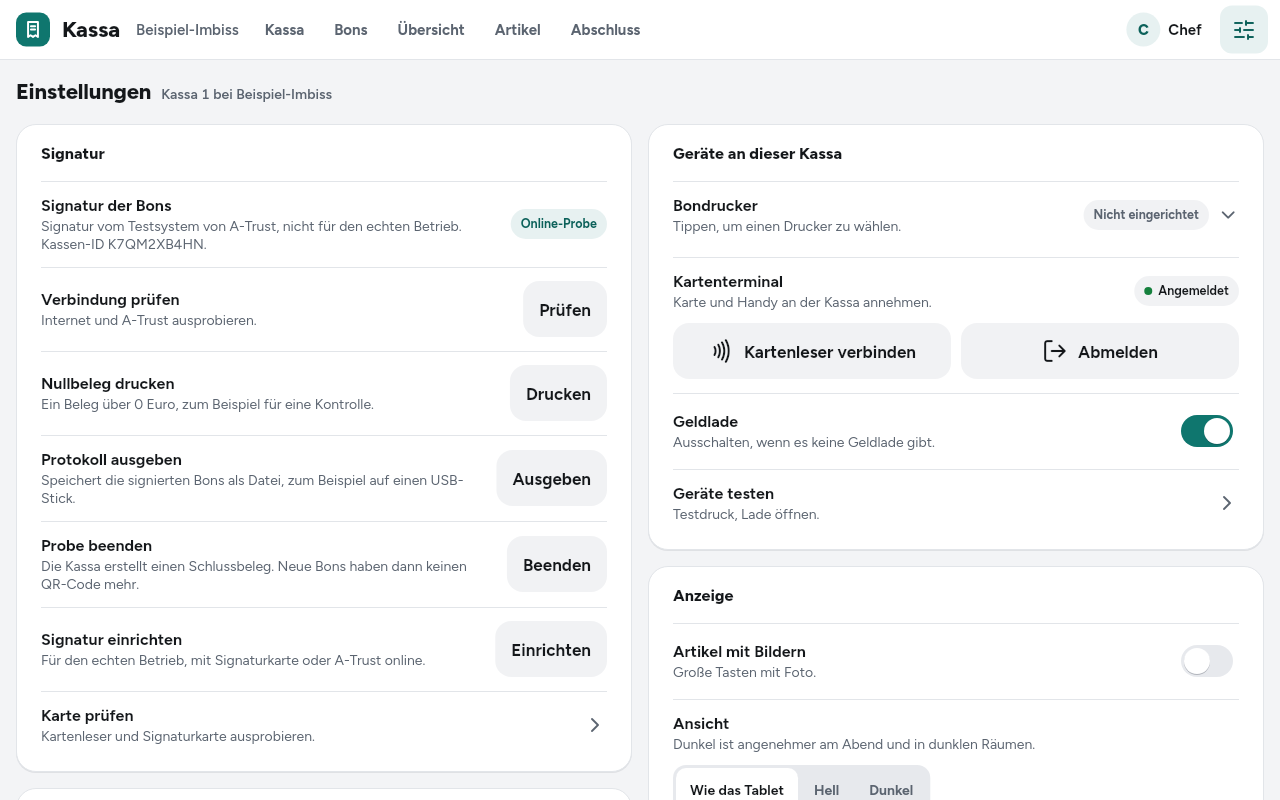 Kassa Beispiel-Imbiss Kassa Bons Übersicht Artikel Abschluss C Chef
Einstellungen Kassa 1 bei Beispiel-Imbiss
Signatur
Signatur der Bons
Signatur vom Testsystem von A-Trust, nicht für den echten Betrieb.
Kassen-ID K7QM2XB4HN.
Online-Probe
Verbindung prüfen
Internet und A-Trust ausprobieren.
Prüfen
Nullbeleg drucken
Ein Beleg über 0 Euro, zum Beispiel für eine Kontrolle.
Drucken
Protokoll ausgeben
Speichert die signierten Bons als Datei, zum Beispiel auf einen USB-
Stick.
Ausgeben
Probe beenden
Die Kassa erstellt einen Schlussbeleg. Neue Bons haben dann keinen
QR-Code mehr.
Beenden
Signatur einrichten
Für den echten Betrieb, mit Signaturkarte oder A-Trust online.
Einrichten
Karte prüfen
Kartenleser und Signaturkarte ausprobieren.
Geräte an dieser Kassa
Bondrucker
Tippen, um einen Drucker zu wählen.
Nicht eingerichtet
Kartenterminal
Karte und Handy an der Kassa annehmen.
Angemeldet
Kartenleser verbinden
Abmelden
Geldlade
Ausschalten, wenn es keine Geldlade gibt.
Geräte testen
Testdruck, Lade öffnen.
Anzeige
Artikel mit Bildern
Große Tasten mit Foto.
Ansicht
Dunkel ist angenehmer am Abend und in dunklen Räumen.
Wie das Tablet Hell Dunkel